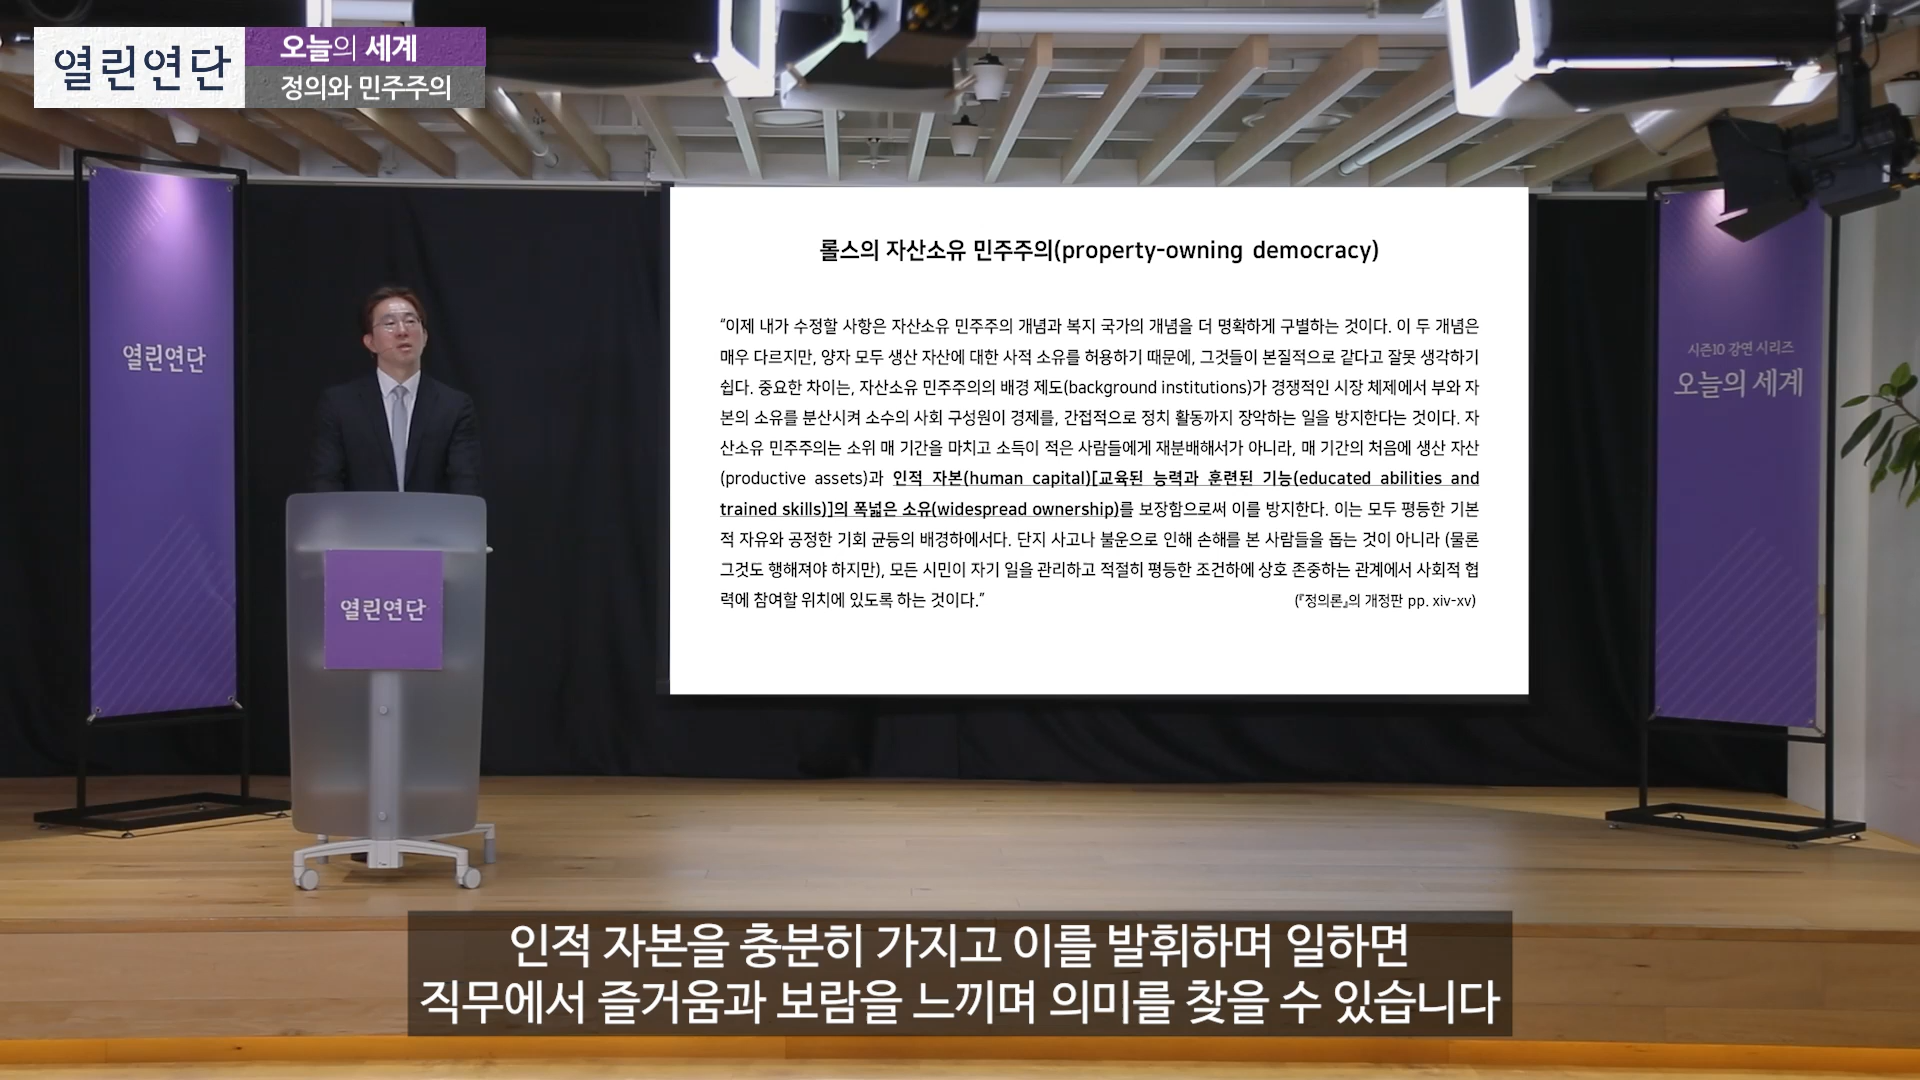 열린연단
오늘의 세계
정의와 민주주의
열린연단
시즌10 강연 시리즈
오늘의 세계
롤스의 자산소유 민주주의(property-owning democracy)
“이제 내가 수정할 사항은 자산소유 민주주의 개념과 복지 국가의 개념을 더 명확하게 구별하는 것이다. 이 두 개념은
매우 다르지만, 양자 모두 생산 자산에 대한 사적 소유를 허용하기 때문에, 그것들이 본질적으로 같다고 잘못 생각하기
쉽다. 중요한 차이는, 자산소유 민주주의의 배경 제도(background institutions)가 경쟁적인 시장 체제에서 부와 자
본의 소유를 분산시켜 소수의 사회 구성원이 경제를, 간접적으로 정치 활동까지 장악하는 일을 방지한다는 것이다. 자
산소유 민주주의는 소위 매 기간을 마치고 소득이 적은 사람들에게 재분배해서가 아니라, 매 기간의 처음에 생산 자산
(productive assets)과 인적 자본(human capital)[교육된 능력과 훈련된 기능(educated abilities and
trained skills)]의 폭넓은 소유(widespread ownership)를 보장함으로써 이를 방지한다. 이는 모두 평등한 기본
적 자유와 공정한 기회 균등의 배경하에서다. 단지 사고나 불운으로 인해 손해를 본 사람들을 돕는 것이 아니라 (물론
그것도 행해져야 하지만), 모든 시민이 자기 일을 관리하고 적절히 평등한 조건하에 상호 존중하는 관계에서 사회적 협
력에 참여할 위치에 있도록 하는 것이다.”
(『정의론』의 개정판 pp. xiv-xv)
열린연단
인적 자본을 충분히 가지고 이를 발휘하며 일하면
직무에서 즐거움과 보람을 느끼며 의미를 찾을 수 있습니다